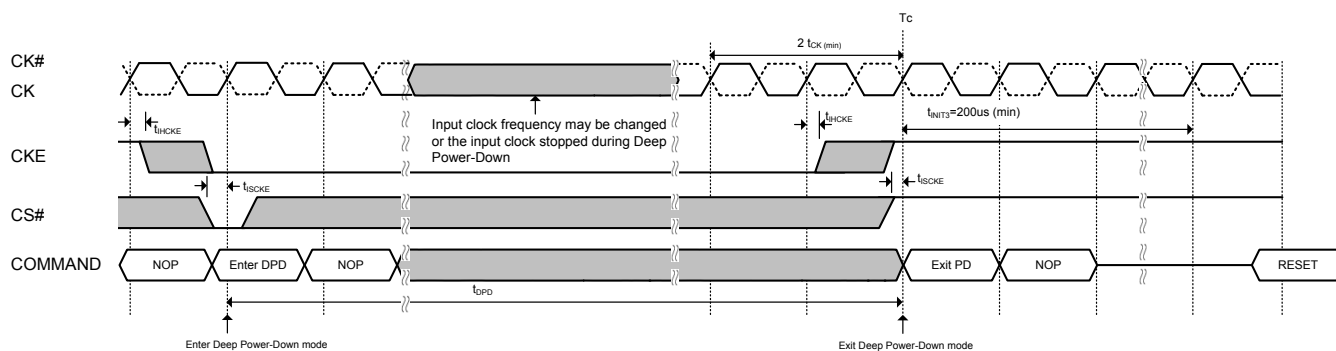 Tc
2 tCK (min)
CK#
CK
tINIT3=200us (min)
tIHCKE
Input clock frequency may be changed
or the input clock stopped during Deep
Power-Down
tIHCKE
CKE
tISCKE
tISCKE
CS#
COMMAND
NOP
Enter DPD
NOP
Exit PD
NOP
RESET
tDPD
Enter Deep Power-Down mode
Exit Deep Power-Down mode